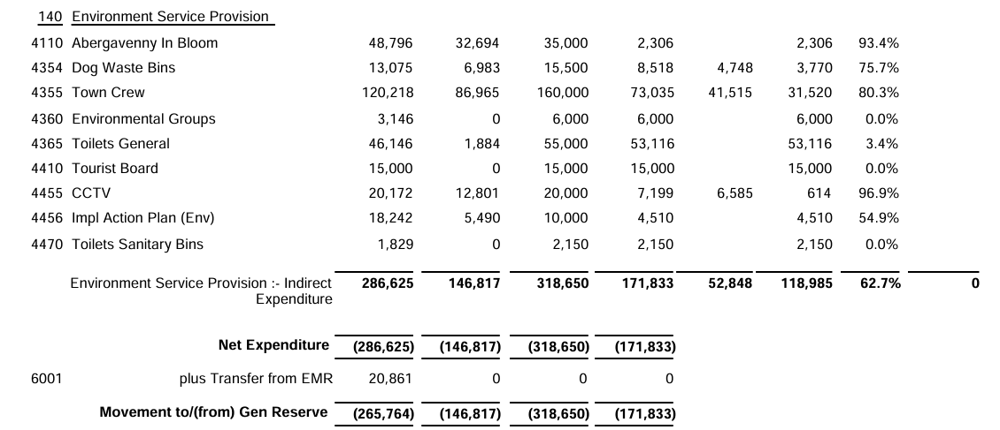 140 Environment Service Provision
4110 Abergavenny In Bloom 48,796 32,694 35,000 2,306 2,306 93.4%
4354 Dog Waste Bins 13,075 6,983 15,500 8,518 4,748 3,770 75.7%
4355 Town Crew 120,218 86,965 160,000 73,035 41,515 31,520 80.3%
4360 Environmental Groups 3,146 0 6,000 6,000 6,000 0.0%
4365 Toilets General 46,146 1,884 55,000 53,116 53,116 3.4%
4410 Tourist Board 15,000 0 15,000 15,000 15,000 0.0%
4455 CCTV 20,172 12,801 20,000 7,199 6,585 614 96.9%
4456 Impl Action Plan (Env) 18,242 5,490 10,000 4,510 4,510 54.9%
4470 Toilets Sanitary Bins 1,829 0 2,150 2,150 2,150 0.0%
Environment Service Provision :- Indirect 286,625 146,817 318,650 171,833 52,848 118,985 62.7% 0
Expenditure
Net Expenditure (286,625) (146,817) (318,650) (171,833)
6001 plus Transfer from EMR 20,861 0 0 0
Movement to/(from) Gen Reserve (265,764) (146,817) (318,650) (171,833)